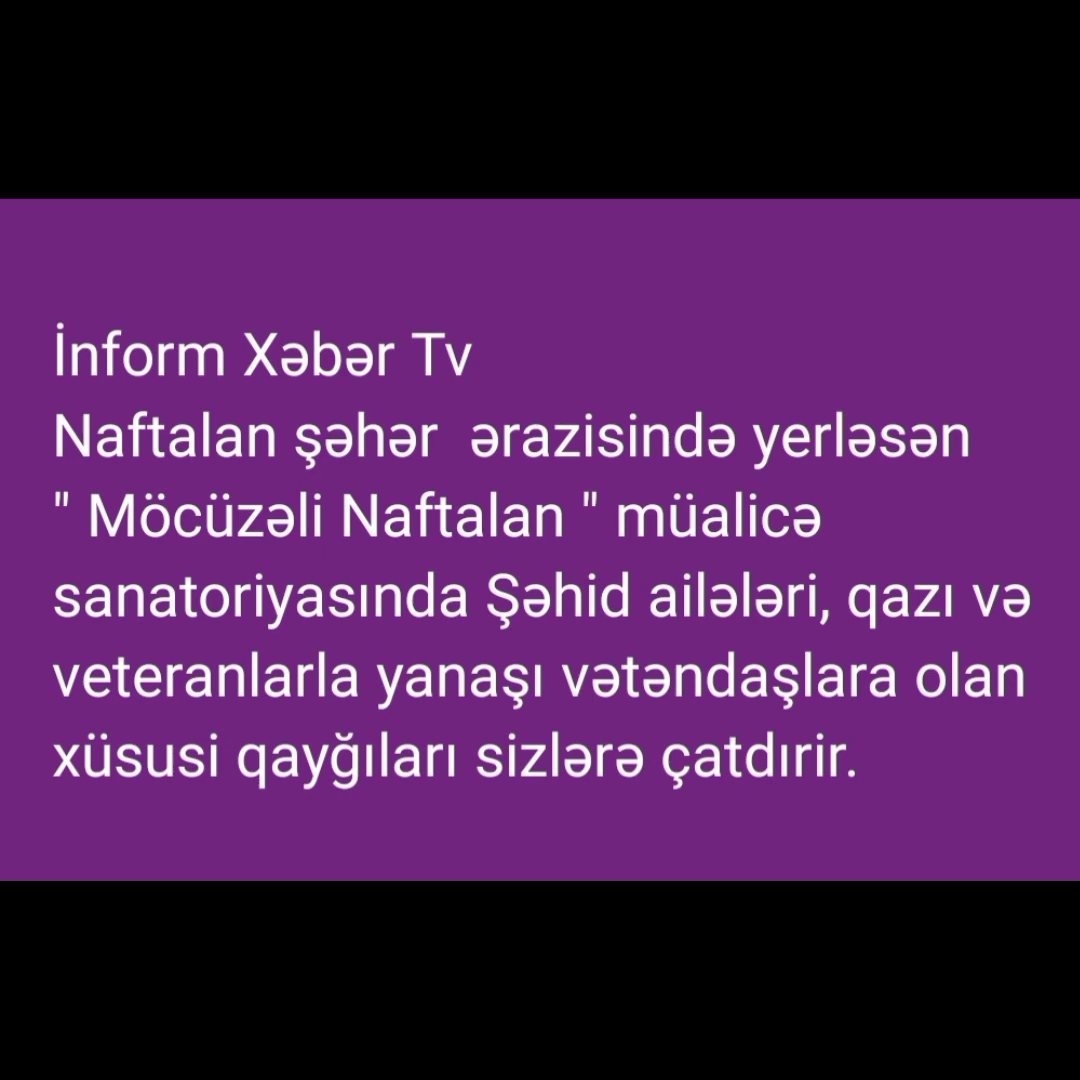 İnform Xəbər Tv
Naftalan şəhər  ərazisində yerləsən
" Möcüzəli Naftalan " müalicə
sanatoriyasında Şəhid ailələri, qazı və
veteranlarla yanaşı vətəndaşlara olan
xüsusi qayğıları sizlərə çatdırir.